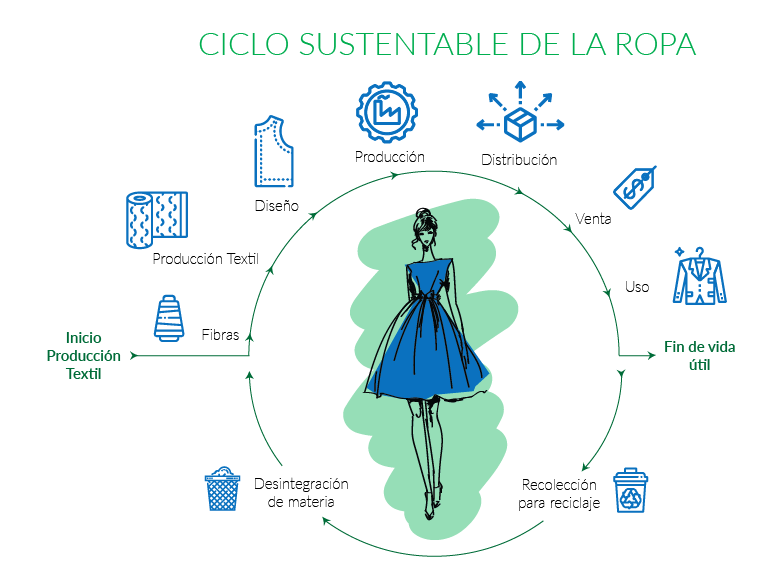 CICLO SUSTENTABLE DE LA ROPA
Producción
Distribución
Diseño
Venta
Producción Textil
Uso
Fibras
Inicio
Producción
Textil
Fin de vida
útil
Desintegración
de materia
Recolección
para reciclaje